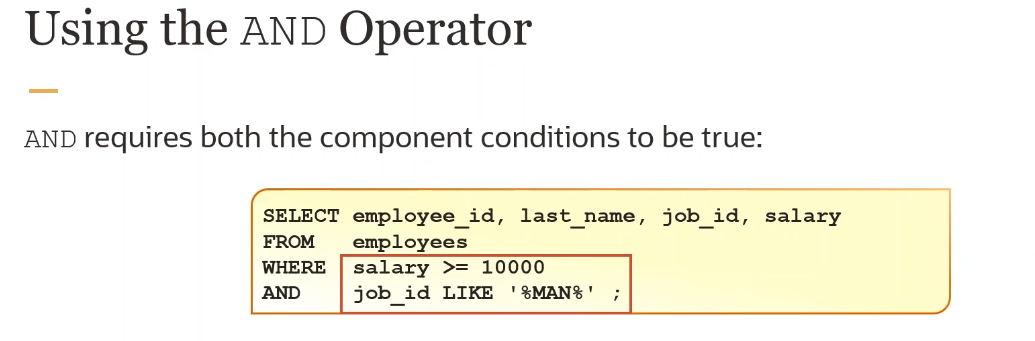 Using the AND Operator
AND requires both the component conditions to be true:
SELECT employee_id, last_name, job_id, salary
FROM employees
WHERE salary >= 10000
AND job_id LIKE '%MAN%' ;